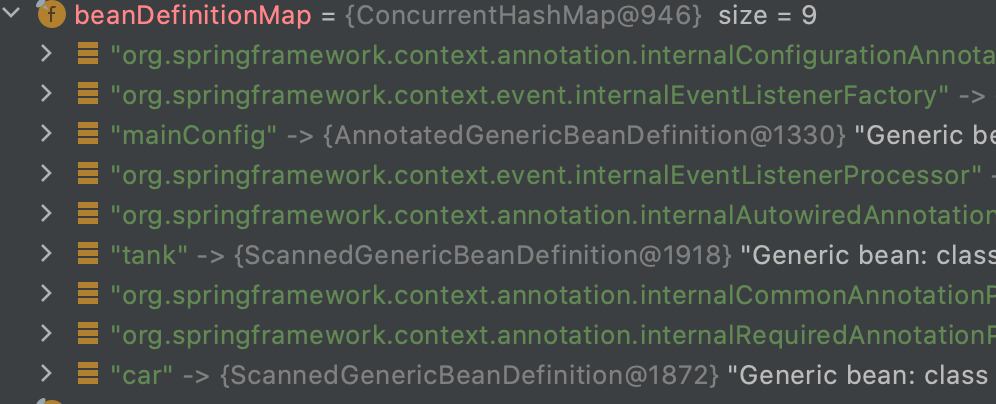 f beanDefinitionMap = {ConcurrentHashMap@946} size = 9
"org.springframework.context.annotation.internalConfigurationAnnota
"org.springframework.context.event.internalEventListenerFactory" ->
"mainConfig" -> {AnnotatedGenericBeanDefinition@1330} "Generic be
"org.springframework.context.event.internalEventListenerProcessor" -
"org.springframework.context.annotation.internalAutowiredAnnotation
"tank" -> {ScannedGenericBeanDefinition@1918} "Generic bean: class
"org.springframework.context.annotation.internalCommonAnnotationP
"org.springframework.context.annotation.internalRequiredAnnotationP
"car" -> {ScannedGenericBeanDefinition@1872} "Generic bean: class